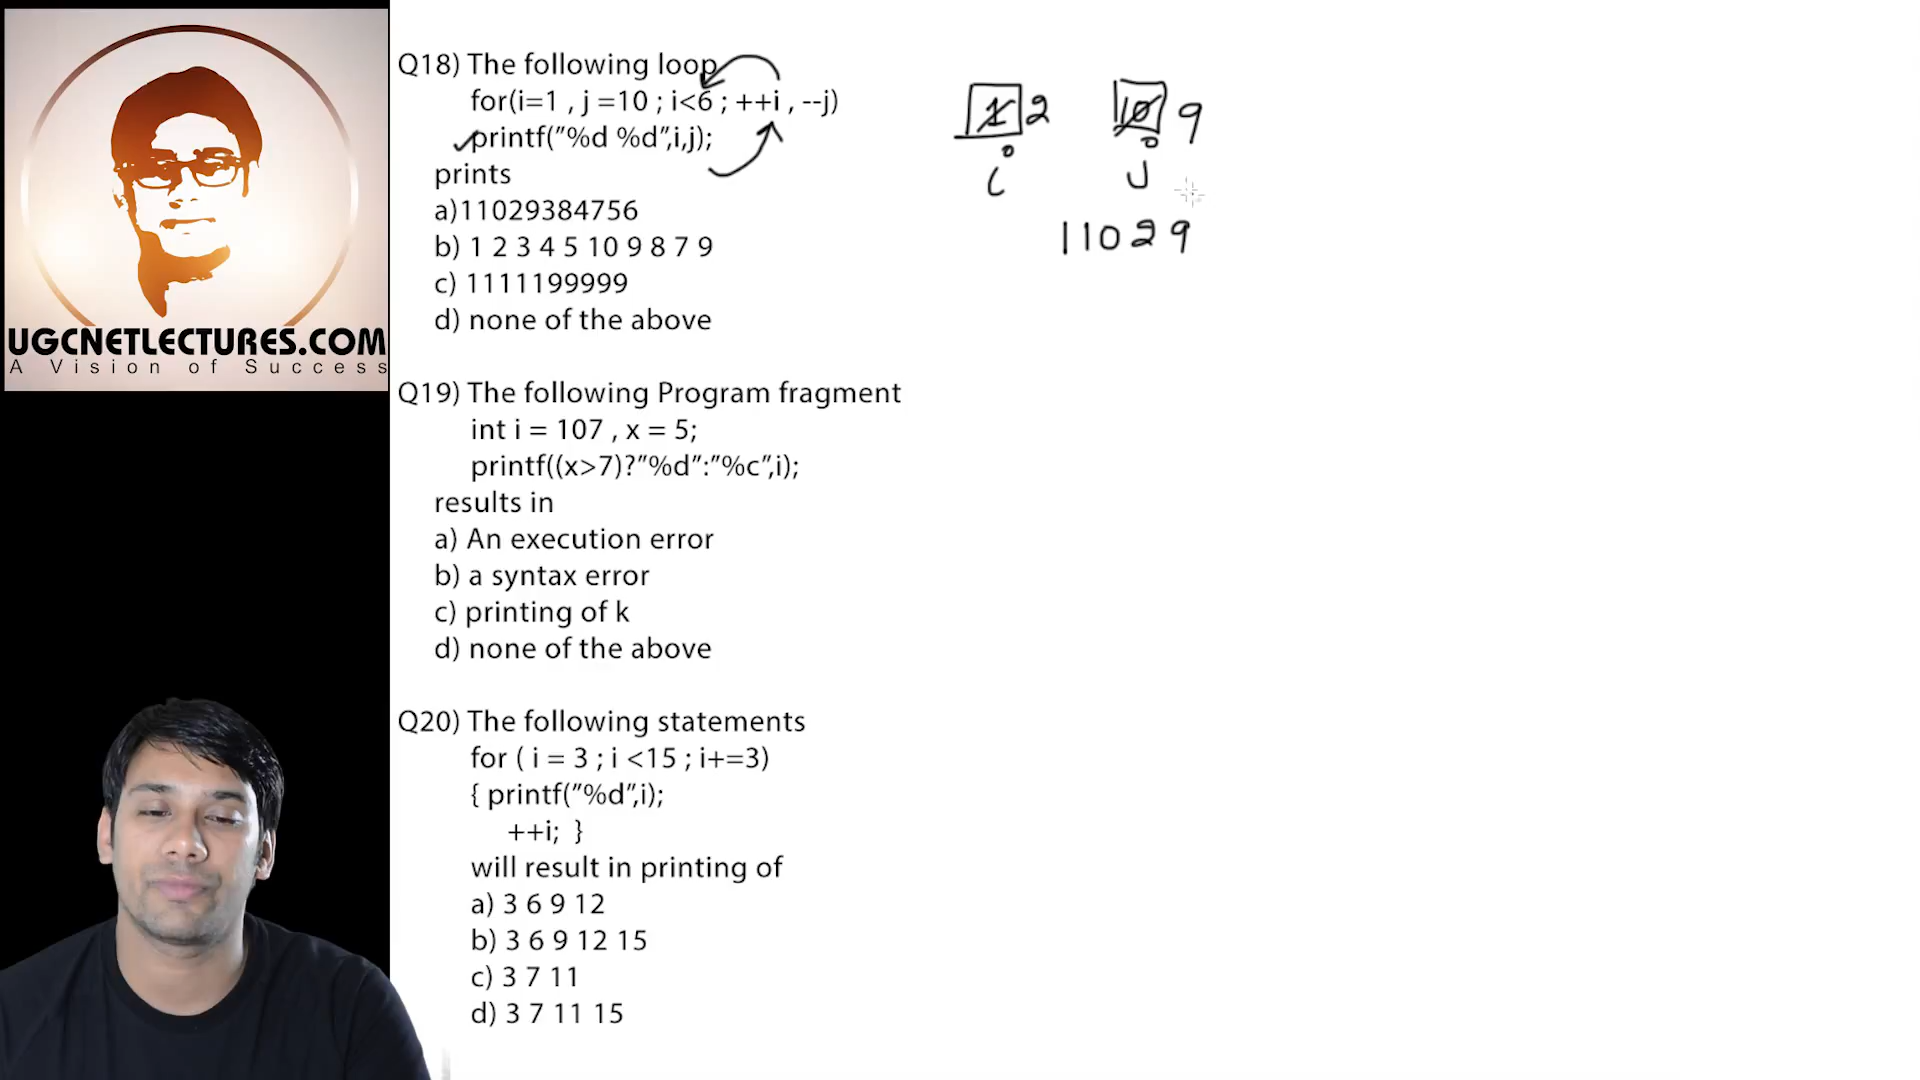 UGCNETLECTURES.COM
A Vision of Success
Q18) The following loop
for(i=1 , j =10 ; i<6 ; ++i , --j)
printf(”%d %d”,i,j);
prints
a)11029384756
b) 1 2 3 4 5 10 9 8 7 9
c) 1111199999
d) none of the above
1 2 10 9
i j
11029
Q19) The following Program fragment
int i = 107 , x = 5;
printf((x>7)?”%d”:”%c”,i);
results in
a) An execution error
b) a syntax error
c) printing of k
d) none of the above
Q20) The following statements
for ( i = 3 ; i <15 ; i+=3)
{ printf(”%d”,i);
++i; }
will result in printing of
a) 3 6 9 12
b) 3 6 9 12 15
c) 3 7 11
d) 3 7 11 15